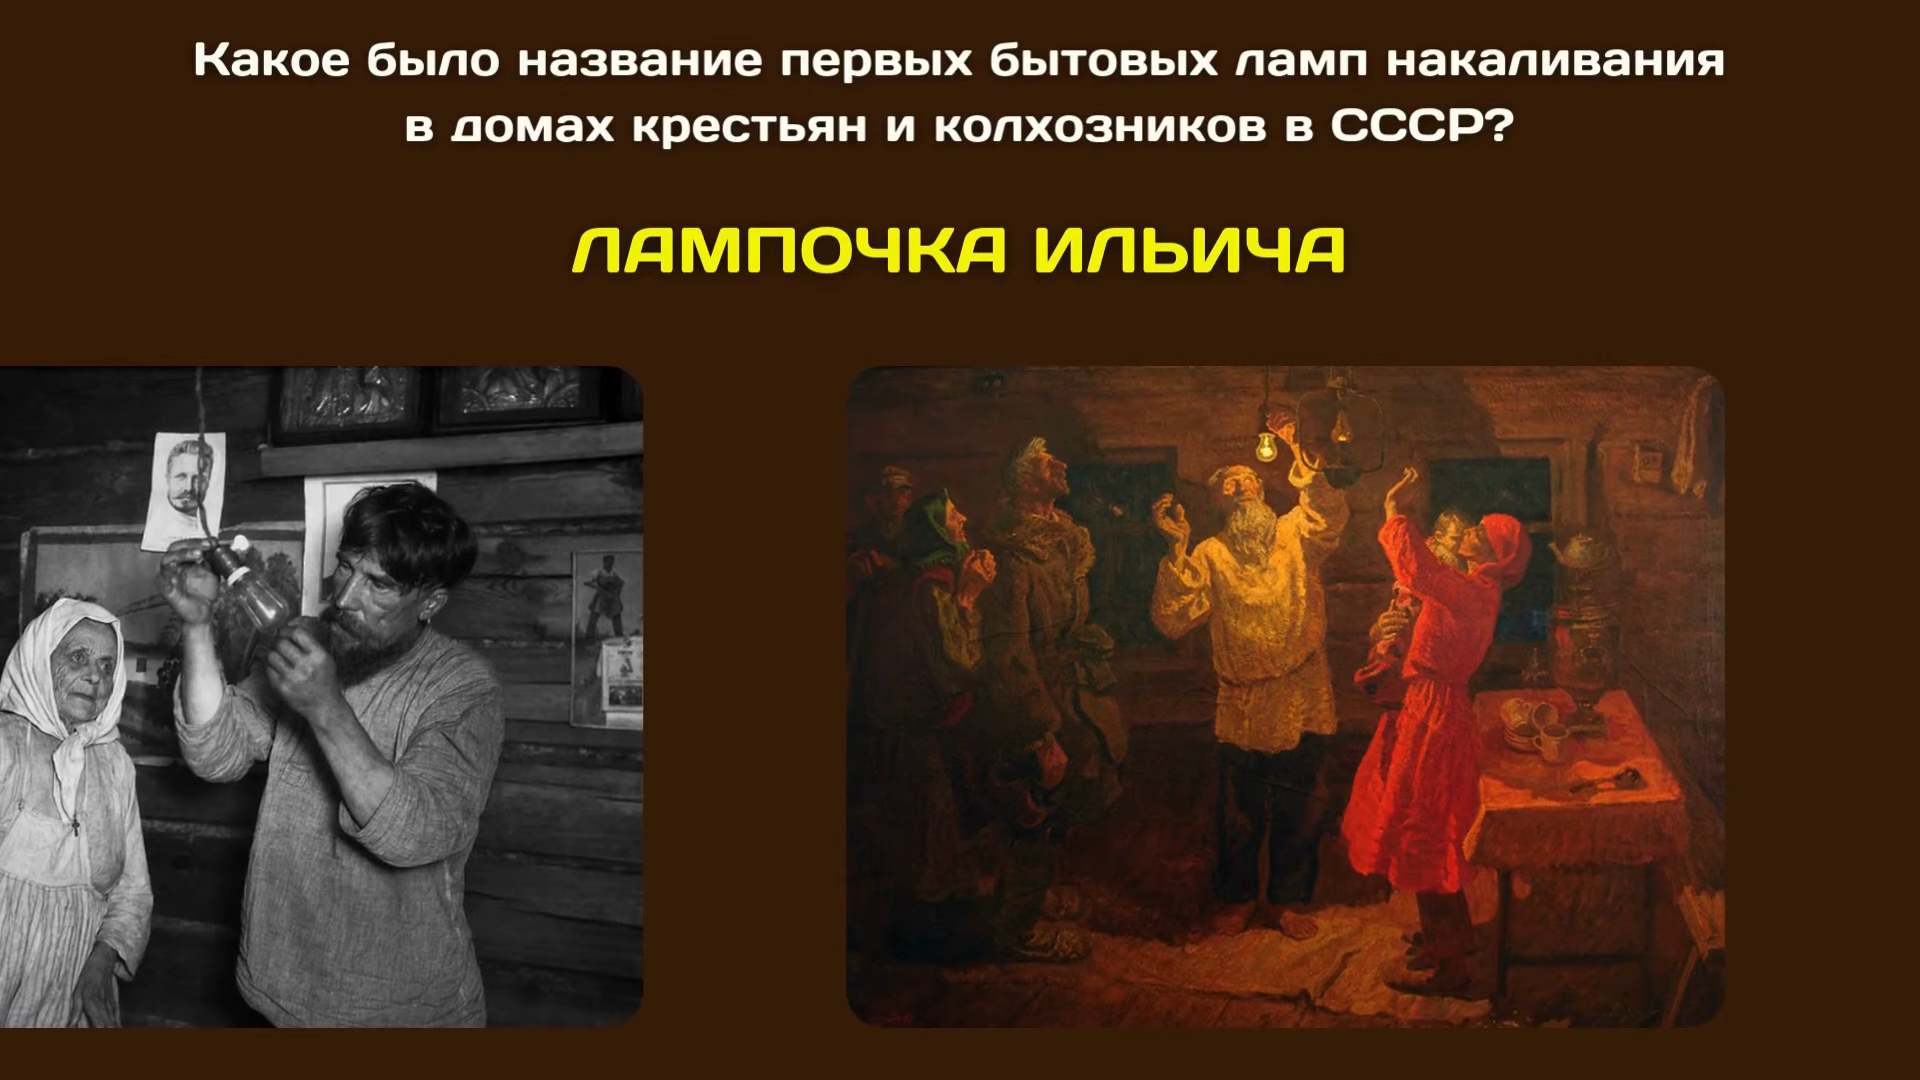 Какое было название первых бытовых ламп накаливания
в домах крестьян и колхозников в СССР?
ЛАМПОЧКА ИЛЬИЧА